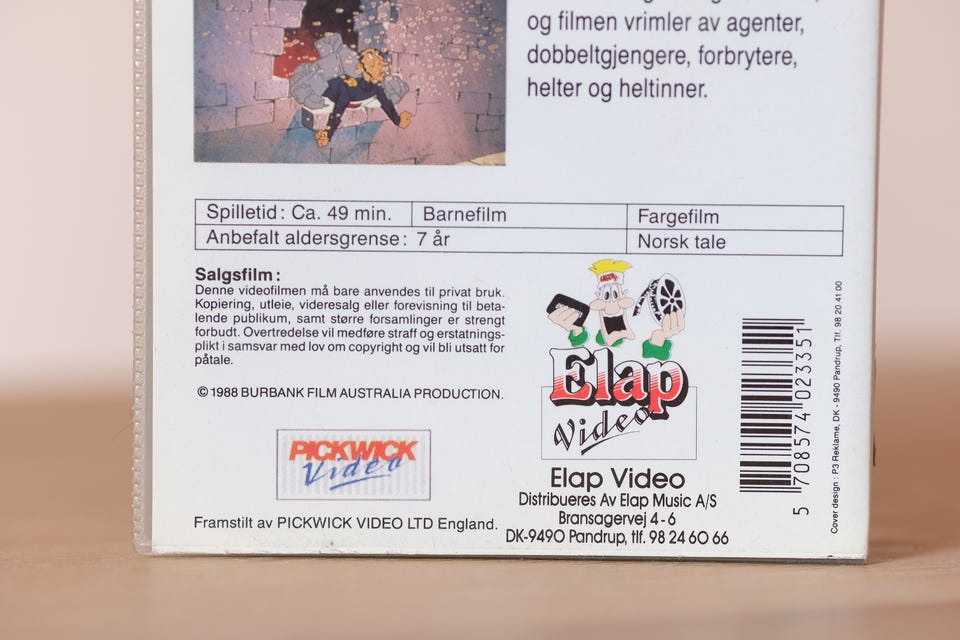 og filmen vrimler av agenter,
dobbeltgjengere, forbrytere,
helter og heltinner.
Spilletid: Ca. 49 min. Barnefilm Fargefilm
Anbefalt aldersgrense: 7 år Norsk tale
Salgsfilm:
Denne videofilmen må bare anvendes til privat bruk.
Kopiering, utleie, videresalg eller forevisning til beta-
lende publikum, samt større forsamlinger er strengt
forbudt. Overtredelse vil medføre straff og erstatnings-
plikt i samsvar med lov om copyright og vil bli utsatt for
påtale.
©1988 BURBANK FILM AUSTRALIA PRODUCTION.
PICKWICK
Video
Framstilt av PICKWICK VIDEO LTD England.
Elap
Video
Elap Video
Distribueres Av Elap Music A/S
Bransagervej 4-6
DK-9490 Pandrup, tlf. 98 24 60 66
5 708574 023351
Cover design: P3 Reklame, DK - 9490 Pandrup, Tlf. 98 20 41 00